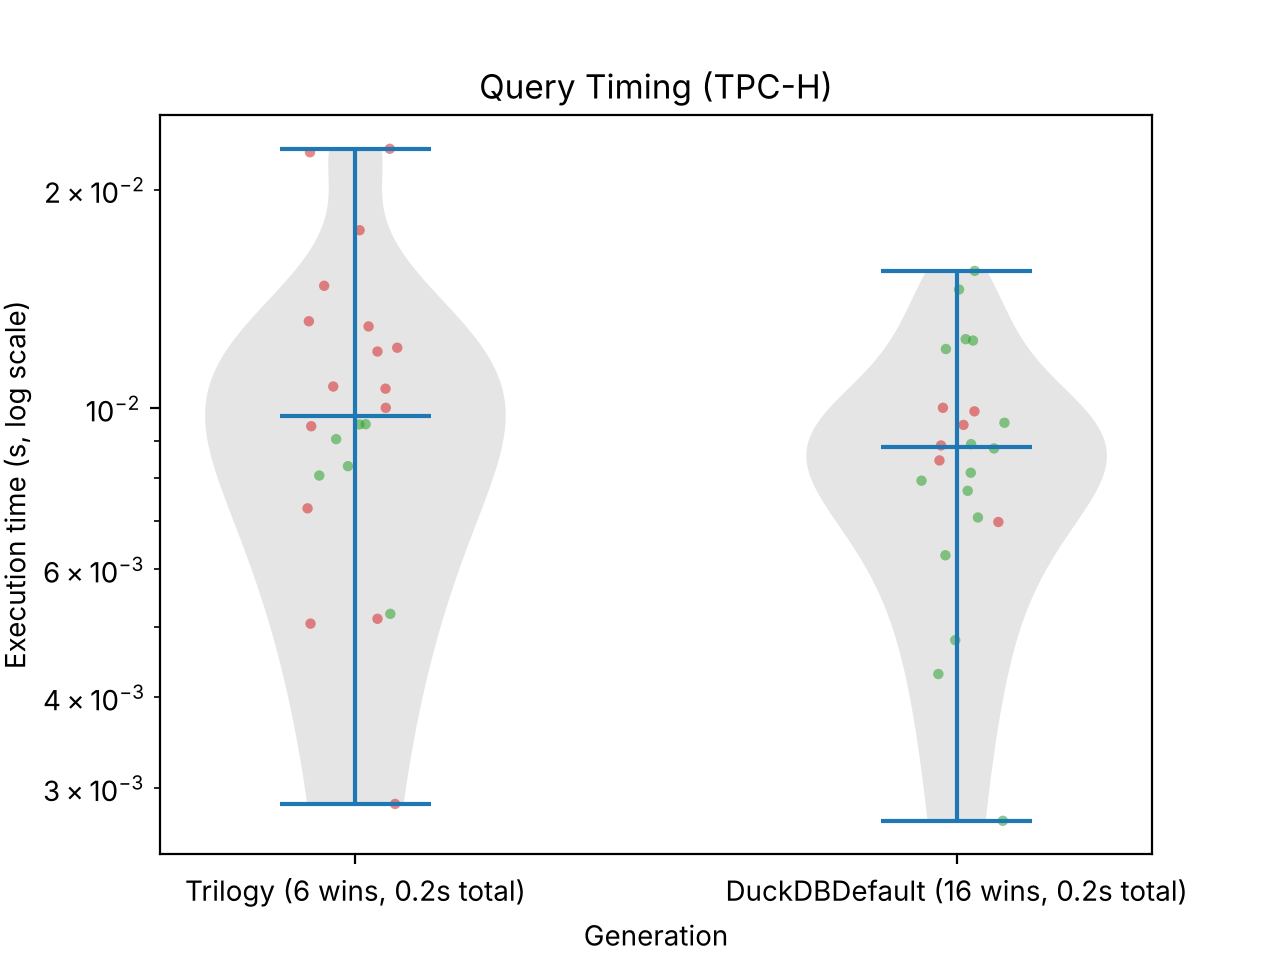 Query Timing (TPC-H)
Execution time (s, log scale)
2 × 10⁻²
10⁻²
6 × 10⁻³
4 × 10⁻³
3 × 10⁻³
Trilogy (6 wins, 0.2s total)
DuckDBDefault (16 wins, 0.2s total)
Generation